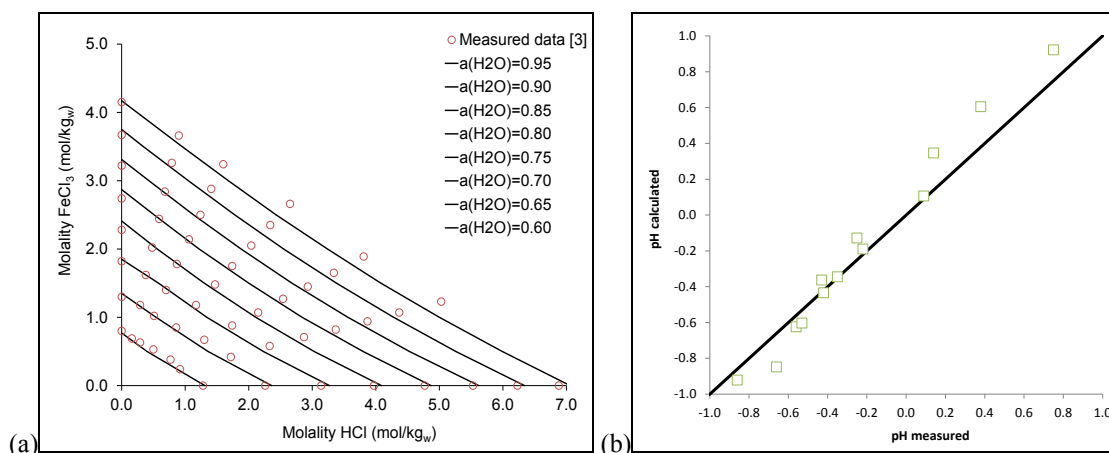 5.0
4.0
3.0
2.0
1.0
0.0
0.0 1.0 2.0 3.0 4.0 5.0 6.0 7.0
Molality FeCl3 (mol/kgw)
Molality HCl (mol/kgw)
Measured data [3]
a(H2O)=0.95
a(H2O)=0.90
a(H2O)=0.85
a(H2O)=0.80
a(H2O)=0.75
a(H2O)=0.70
a(H2O)=0.65
a(H2O)=0.60
(a)
1.0
0.8
0.6
0.4
0.2
0.0
-0.2
-0.4
-0.6
-0.8
-1.0
-1.0 -0.8 -0.6 -0.4 -0.2 0.0 0.2 0.4 0.6 0.8 1.0
pH calculated
pH measured
(b)